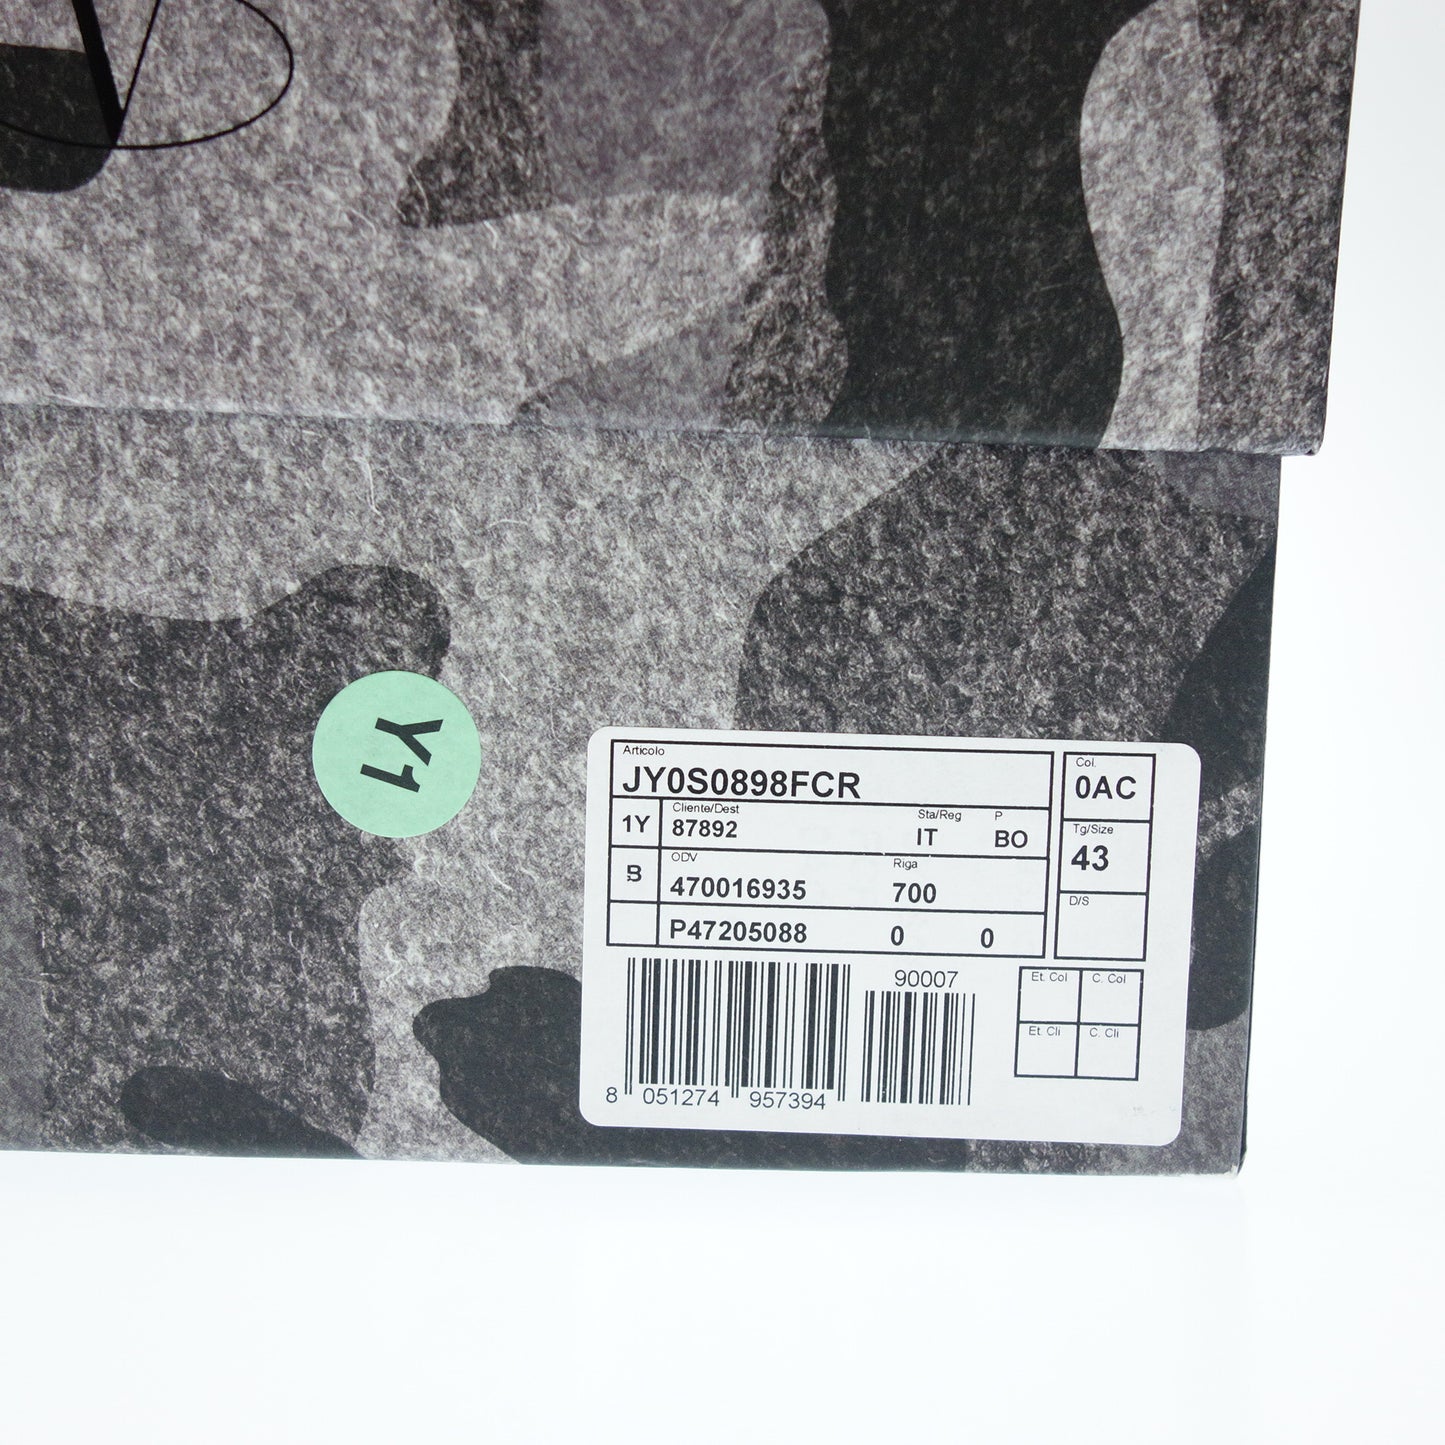 Y1
Articolo
JY0S0898FCR
Col.
0AC
1Y
Cliente/Dest
87892
Sta/Reg
IT
P
BO
Tg/Size
43
B
ODV
470016935
Riga
700
D/S
P47205088 0 0
90007
Et. Col C. Col
Et. Cli C. Cli
8 051274 957394